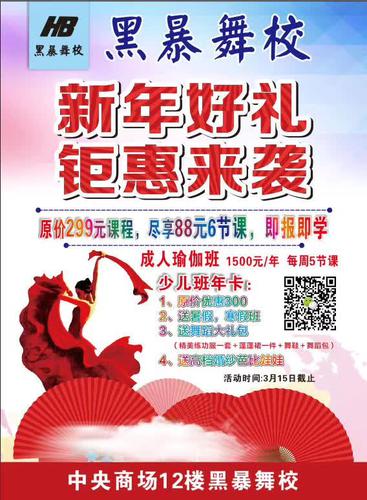 HB
黑暴舞校
黑暴舞校
新年好礼
钜惠来袭
原价299元课程，尽享88元6节课，即报即学
成人瑜伽班 1500元/年 每周5节课
少儿班年卡：
1、原价优惠300
2、送暑假，寒假班
3、送舞蹈大礼包
（精美练功服一套＋蓬蓬裙一件＋舞鞋＋舞蹈包）
4、送高档婚纱芭比娃娃
活动时间:3月15日截止
中央商场12楼黑暴舞校